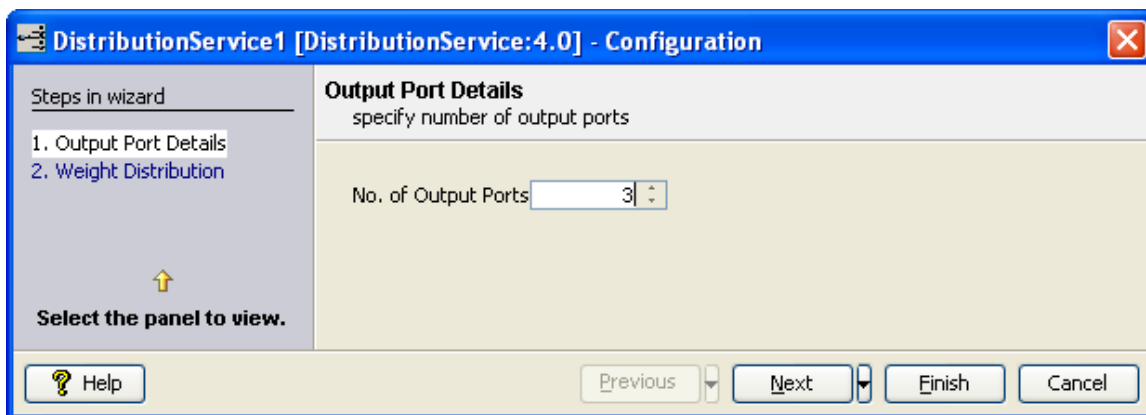 DistributionService1 [DistributionService:4.0] - Configuration
Steps in wizard
1. Output Port Details
2. Weight Distribution
Select the panel to view.
Output Port Details
specify number of output ports
No. of Output Ports 3
Help
Previous
Next
Finish
Cancel